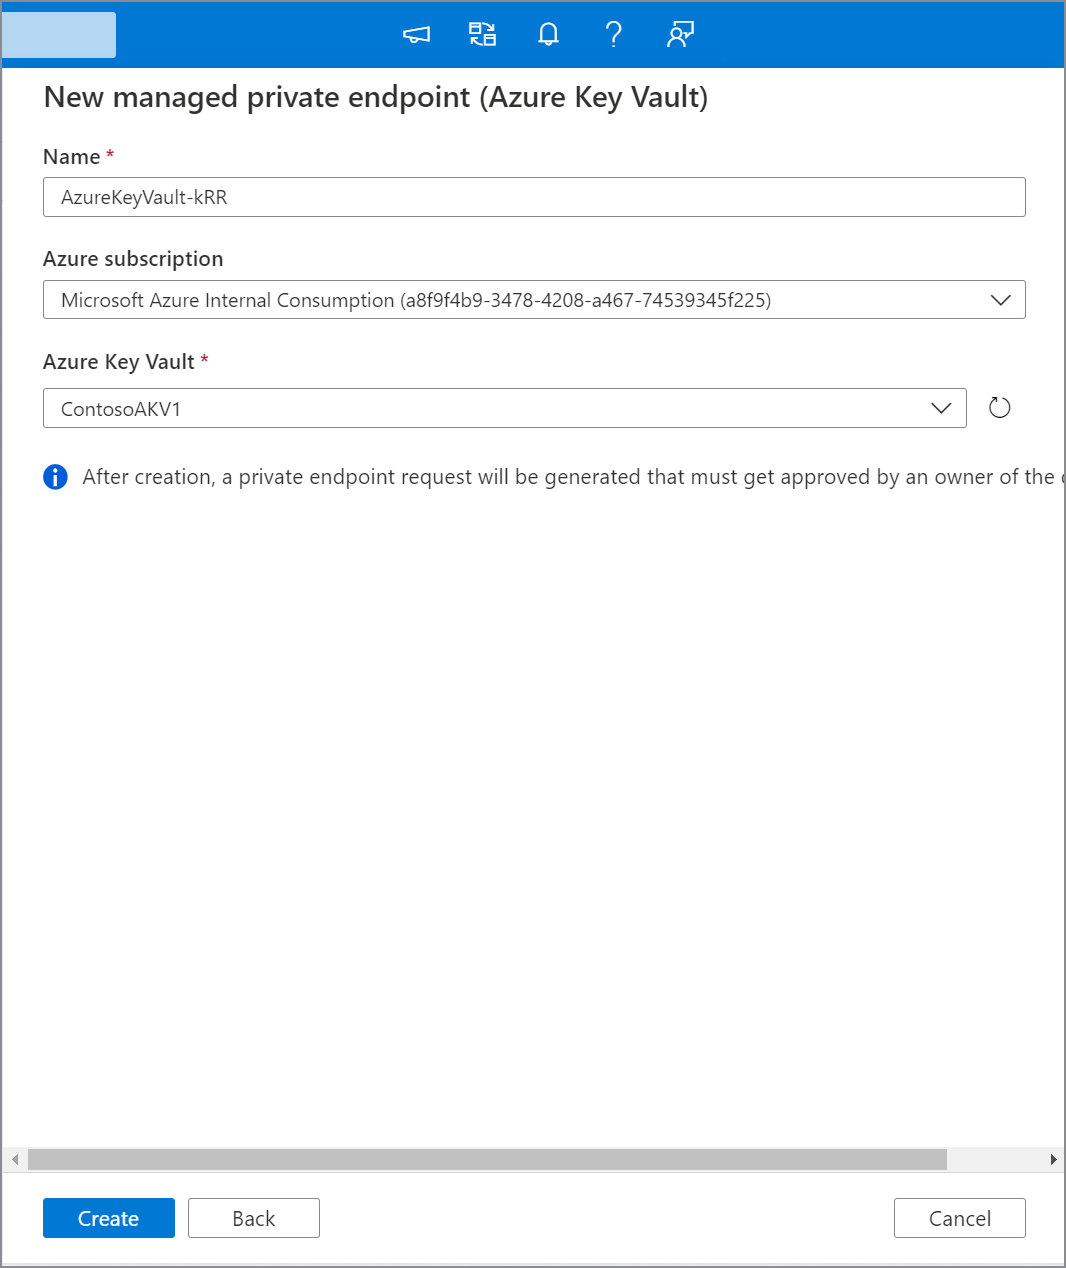 New managed private endpoint (Azure Key Vault)
Name *
AzureKeyVault-kRR
Azure subscription
Microsoft Azure Internal Consumption (a8f9f4b9-3478-4208-a467-74539345f225)
Azure Key Vault *
ContosoAKV1
After creation, a private endpoint request will be generated that must get approved by an owner of the
Create Back Cancel